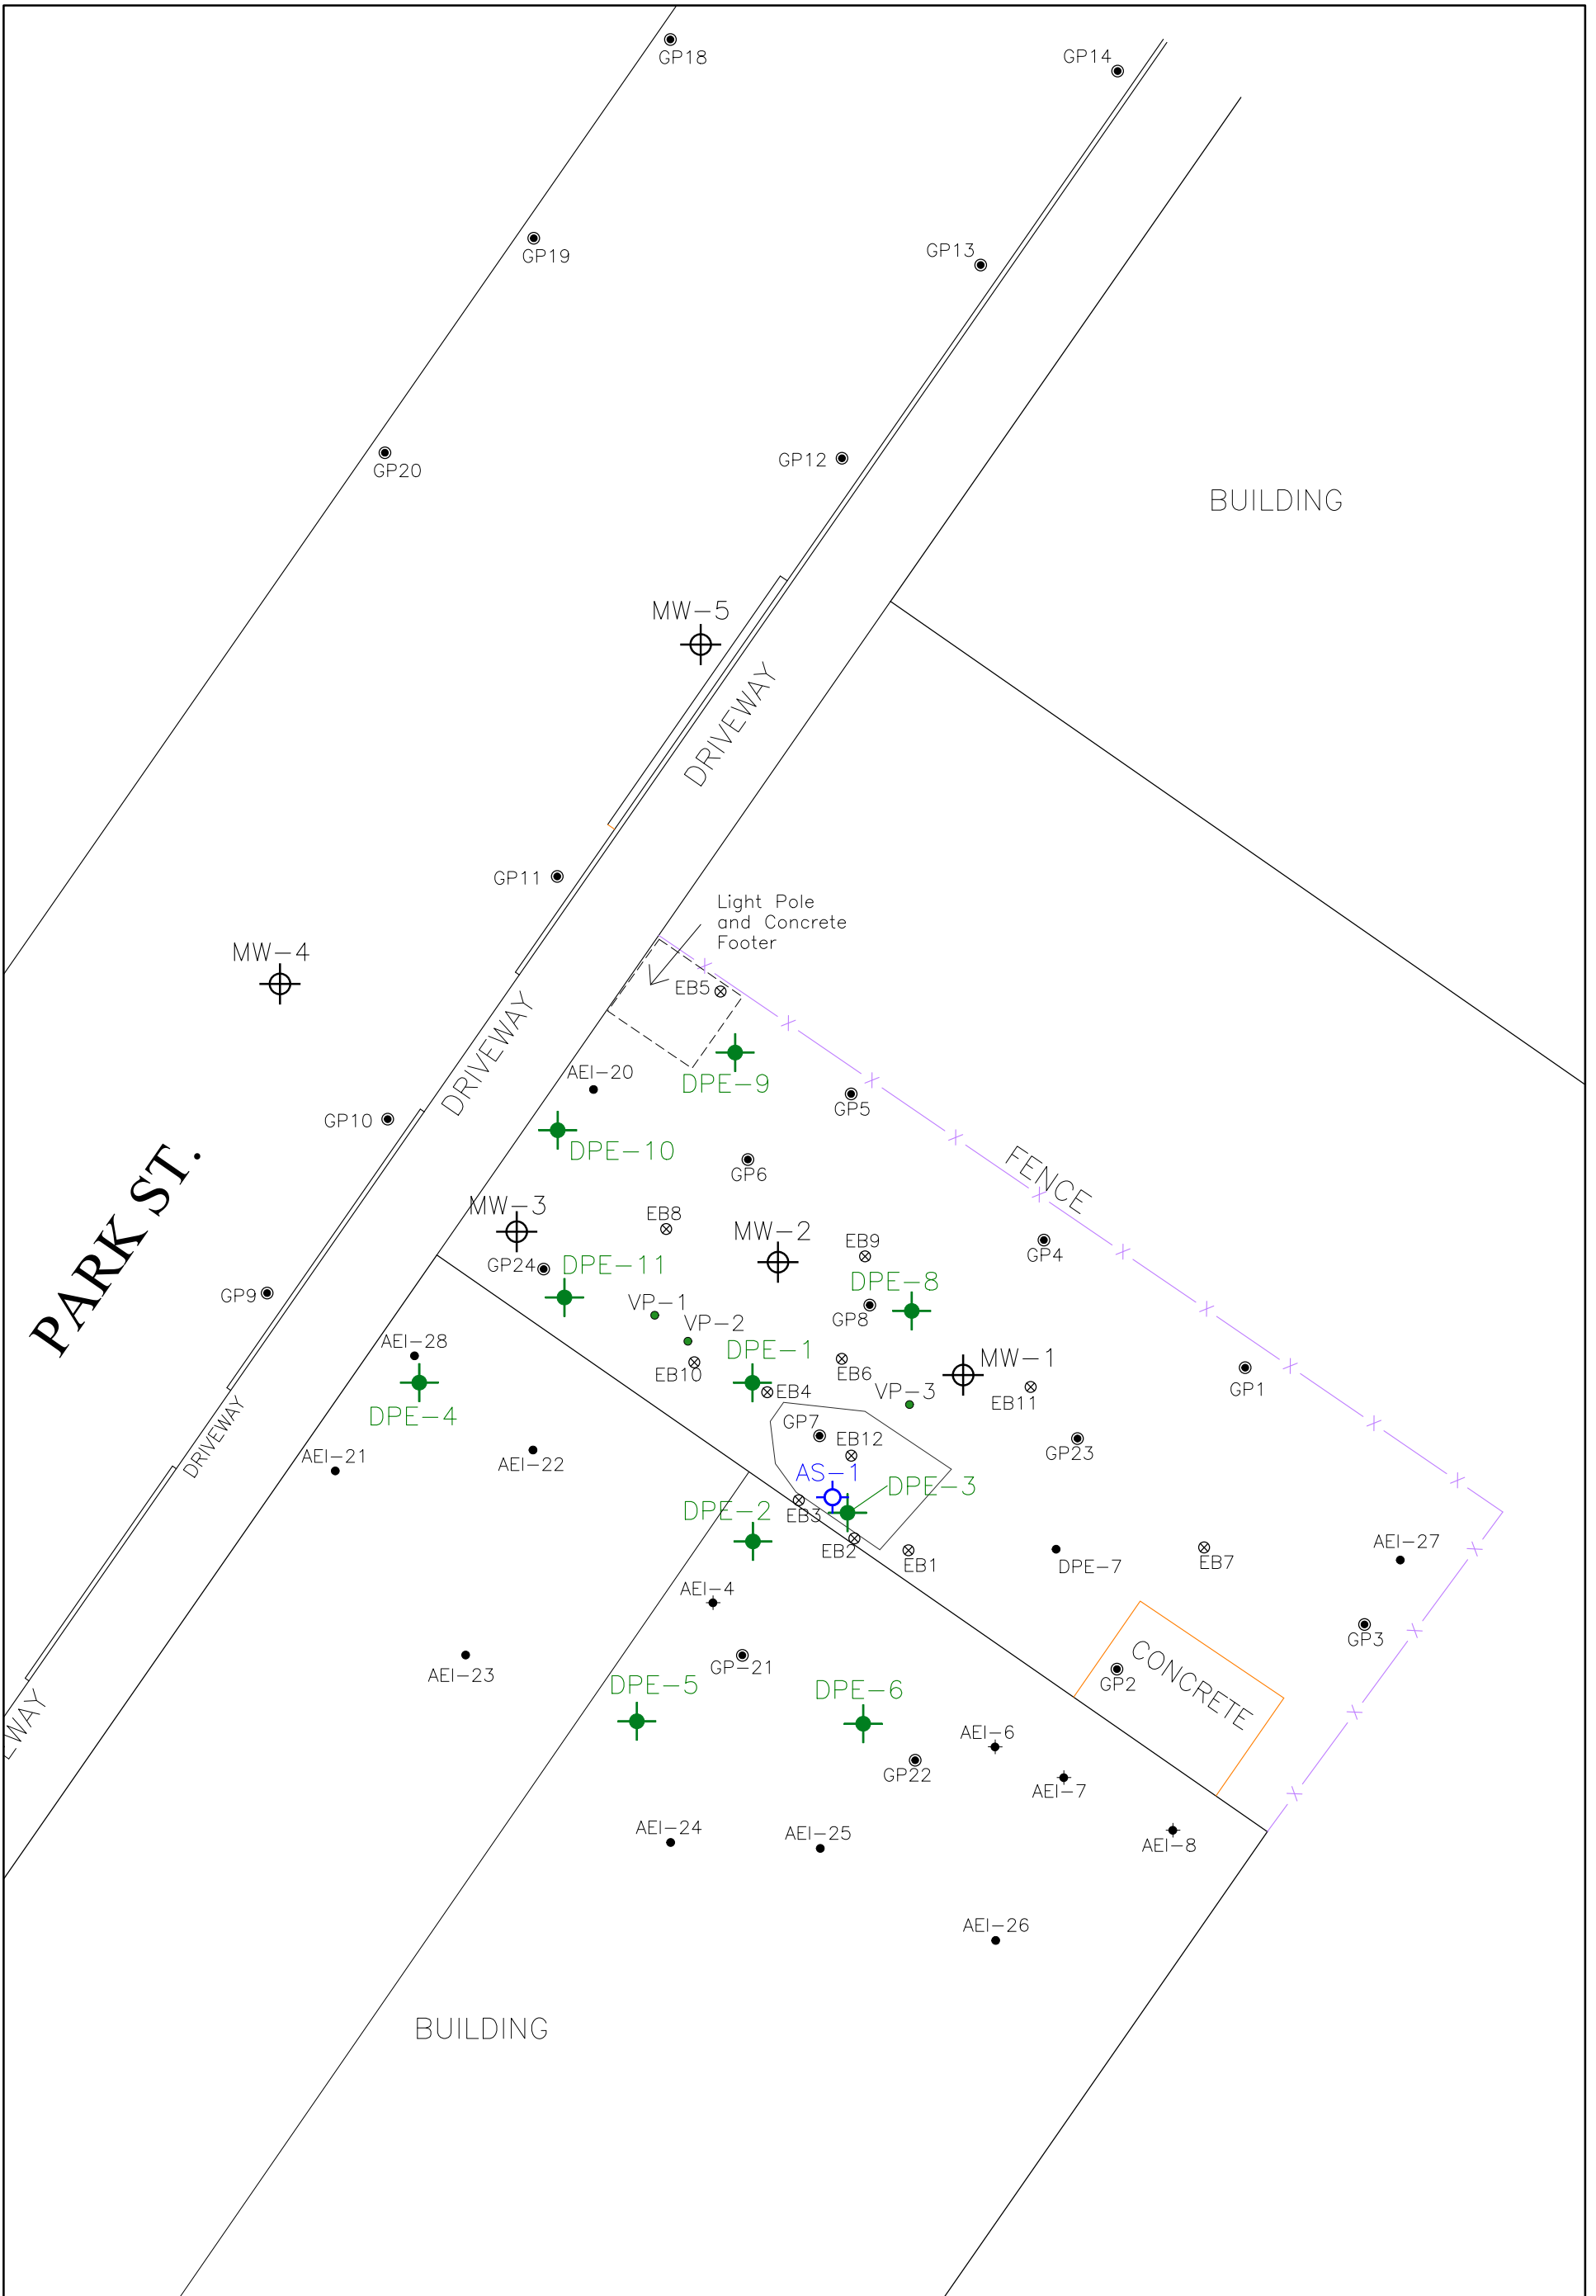 GP18
GP14
GP19
GP13
GP20
GP12
BUILDING
MW-5
DRIVEWAY
GP11
Light Pole
and Concrete
Footer
MW-4
EB5
DRIVEWAY
AEI-20
DPE-9
GP5
GP10
DPE-10
GP6
FENCE
PARK ST.
MW-3
EB8
MW-2
EB9
GP4
GP24
DPE-11
DPE-8
GP9
VP-1
GP8
VP-2
AEI-28
DPE-1
MW-1
EB10
EB6
GP1
EB4
VP-3
EB11
DPE-4
DRIVEWAY
GP7
EB12
GP23
AEI-21
AEI-22
AS-1
DPE-3
DPE-2
EB3
EB2
EB1
DPE-7
EB7
AEI-27
AEI-4
GP3
AEI-23
GP-21
GP2
CONCRETE
DPE-5
DPE-6
EWAY
AEI-6
GP22
AEI-7
AEI-24
AEI-25
AEI-8
AEI-26
BUILDING